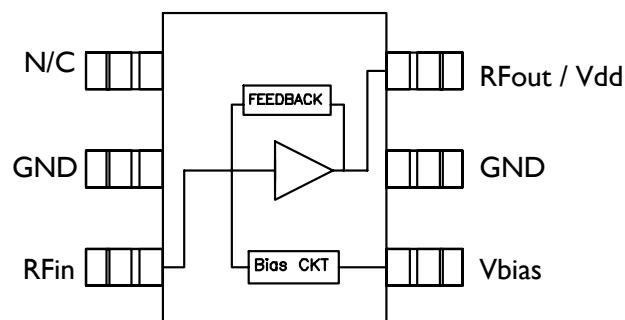 N/C
RFout / Vdd
FEEDBACK
GND
GND
RFin
Bias CKT
Vbias